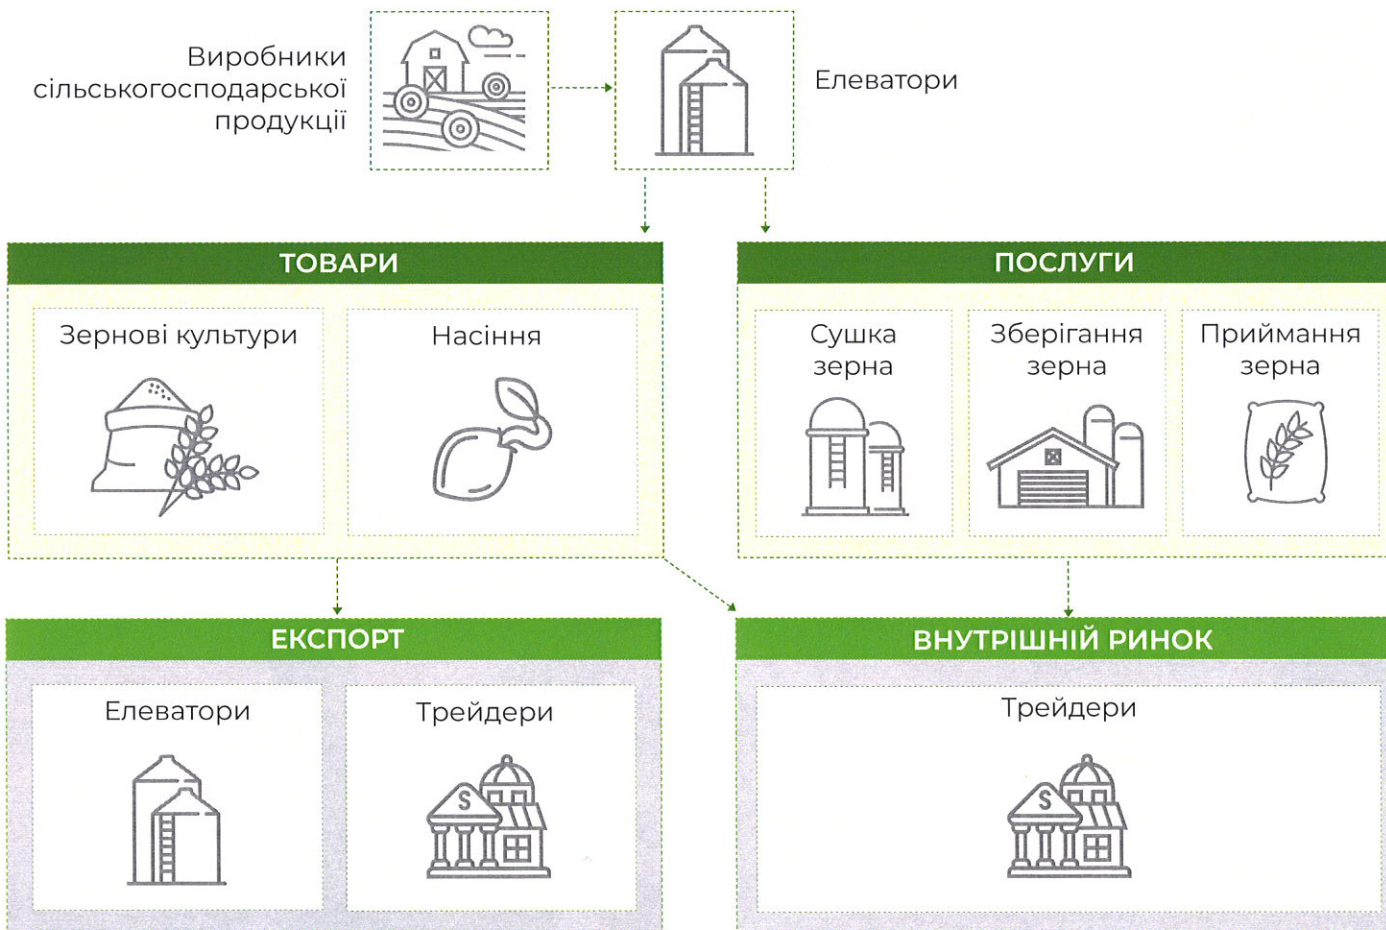 Виробники
сільськогосподарської
продукції
Елеватори
ТОВАРИ
ПОСЛУГИ
Зернові культури
Насіння
Сушка
зерна
Зберігання
зерна
Приймання
зерна
ЕКСПОРТ
ВНУТРІШНІЙ РИНОК
Елеватори
Трейдери
Трейдери
S
S